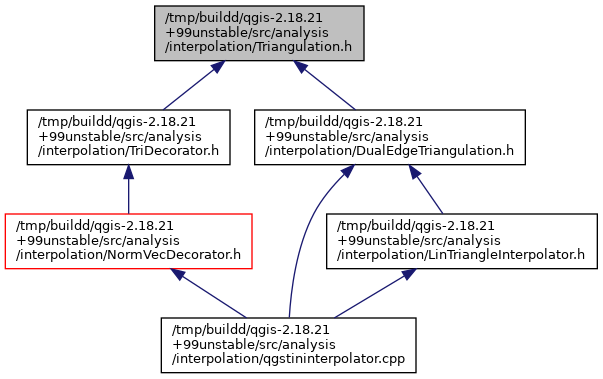 /tmp/buildd/qgis-2.18.21
+99unstable/src/analysis
/interpolation/Triangulation.h
/tmp/buildd/qgis-2.18.21
+99unstable/src/analysis
/interpolation/TriDecorator.h
/tmp/buildd/qgis-2.18.21
+99unstable/src/analysis
/interpolation/DualEdgeTriangulation.h
/tmp/buildd/qgis-2.18.21
+99unstable/src/analysis
/interpolation/NormVecDecorator.h
/tmp/buildd/qgis-2.18.21
+99unstable/src/analysis
/interpolation/LinTriangleInterpolator.h
/tmp/buildd/qgis-2.18.21
+99unstable/src/analysis
/interpolation/qgstininterpolator.cpp